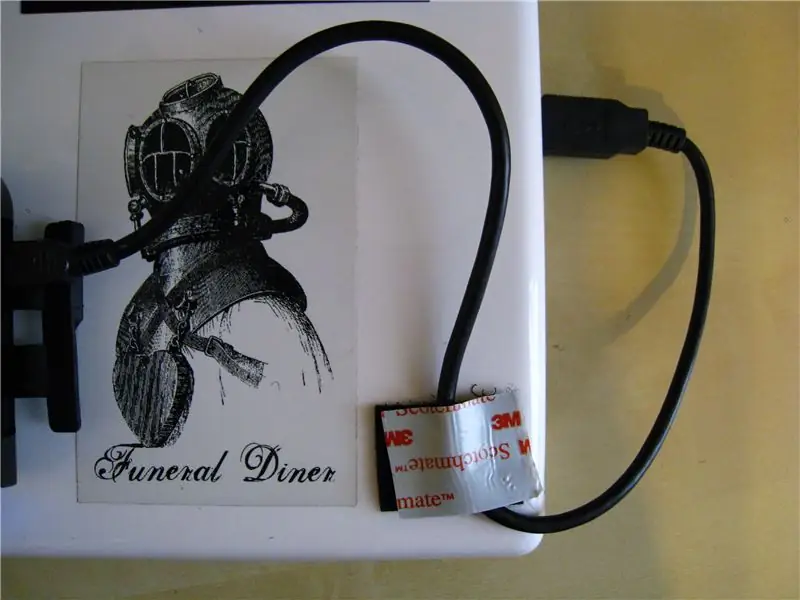 Funeral Diner
Scotchmate
3M
3M
Scotchmate™
mate™